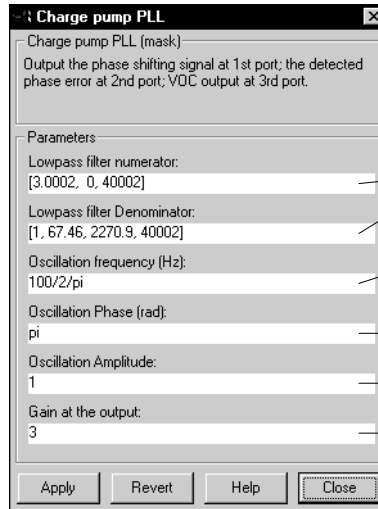 Charge pump PLL
Charge pump PLL (mask)
Output the phase shifting signal at 1st port; the detected
phase error at 2nd port; VOC output at 3rd port.
Parameters
Lowpass filter numerator:
[3.0002, 0, 40002]
Lowpass filter Denominator:
[1, 67.46, 2270.9, 40002]
Oscillation frequency (Hz):
100/2/pi
Oscillation Phase (rad):
pi
Oscillation Amplitude:
1
Gain at the output:
3
Apply Revert Help Close